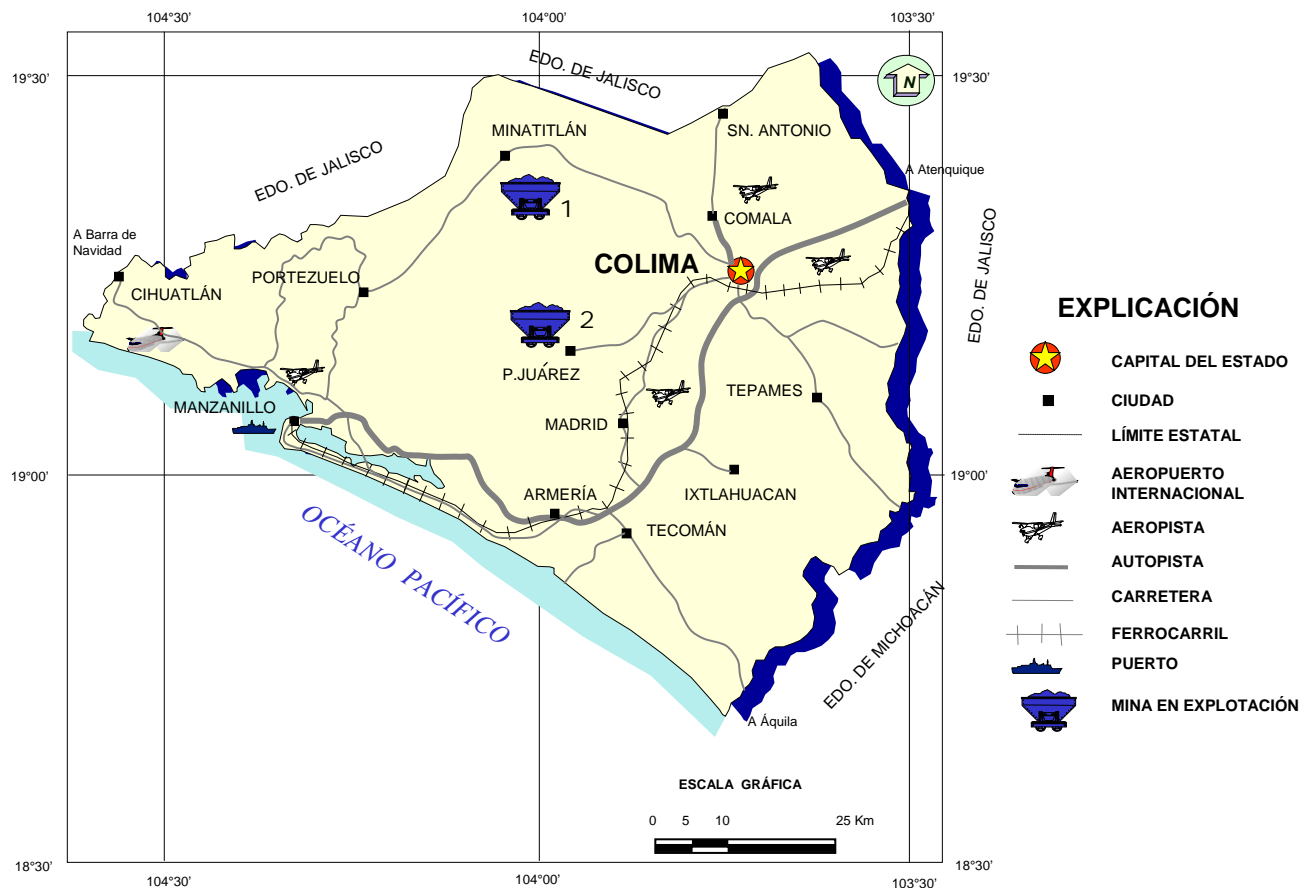 104°30'
104°00'
103°30'
19°30'
19°30'
EDO. DE JALISCO
N
MINATITLÁN
SN. ANTONIO
EDO. DE JALISCO
A Atenquique
1
COMALA
EDO. DE JALISCO
A Barra de
Navidad
COLIMA
PORTEZUELO
CIHUATLÁN
2
P.JUÁREZ
TEPAMES
MANZANILLO
MADRID
19°00'
19°00'
IXTLAHUACAN
ARMERÍA
TECOMÁN
OCÉANO PACÍFICO
EDO. DE MICHOACÁN
A Áquila
ESCALA GRÁFICA
0 5 10 25 Km
18°30'
18°30'
104°30'
104°00'
103°30'
EXPLICACIÓN
CAPITAL DEL ESTADO
CIUDAD
LÍMITE ESTATAL
AEROPUERTO
INTERNACIONAL
AEROPISTA
AUTOPISTA
CARRETERA
FERROCARRIL
PUERTO
MINA EN EXPLOTACIÓN